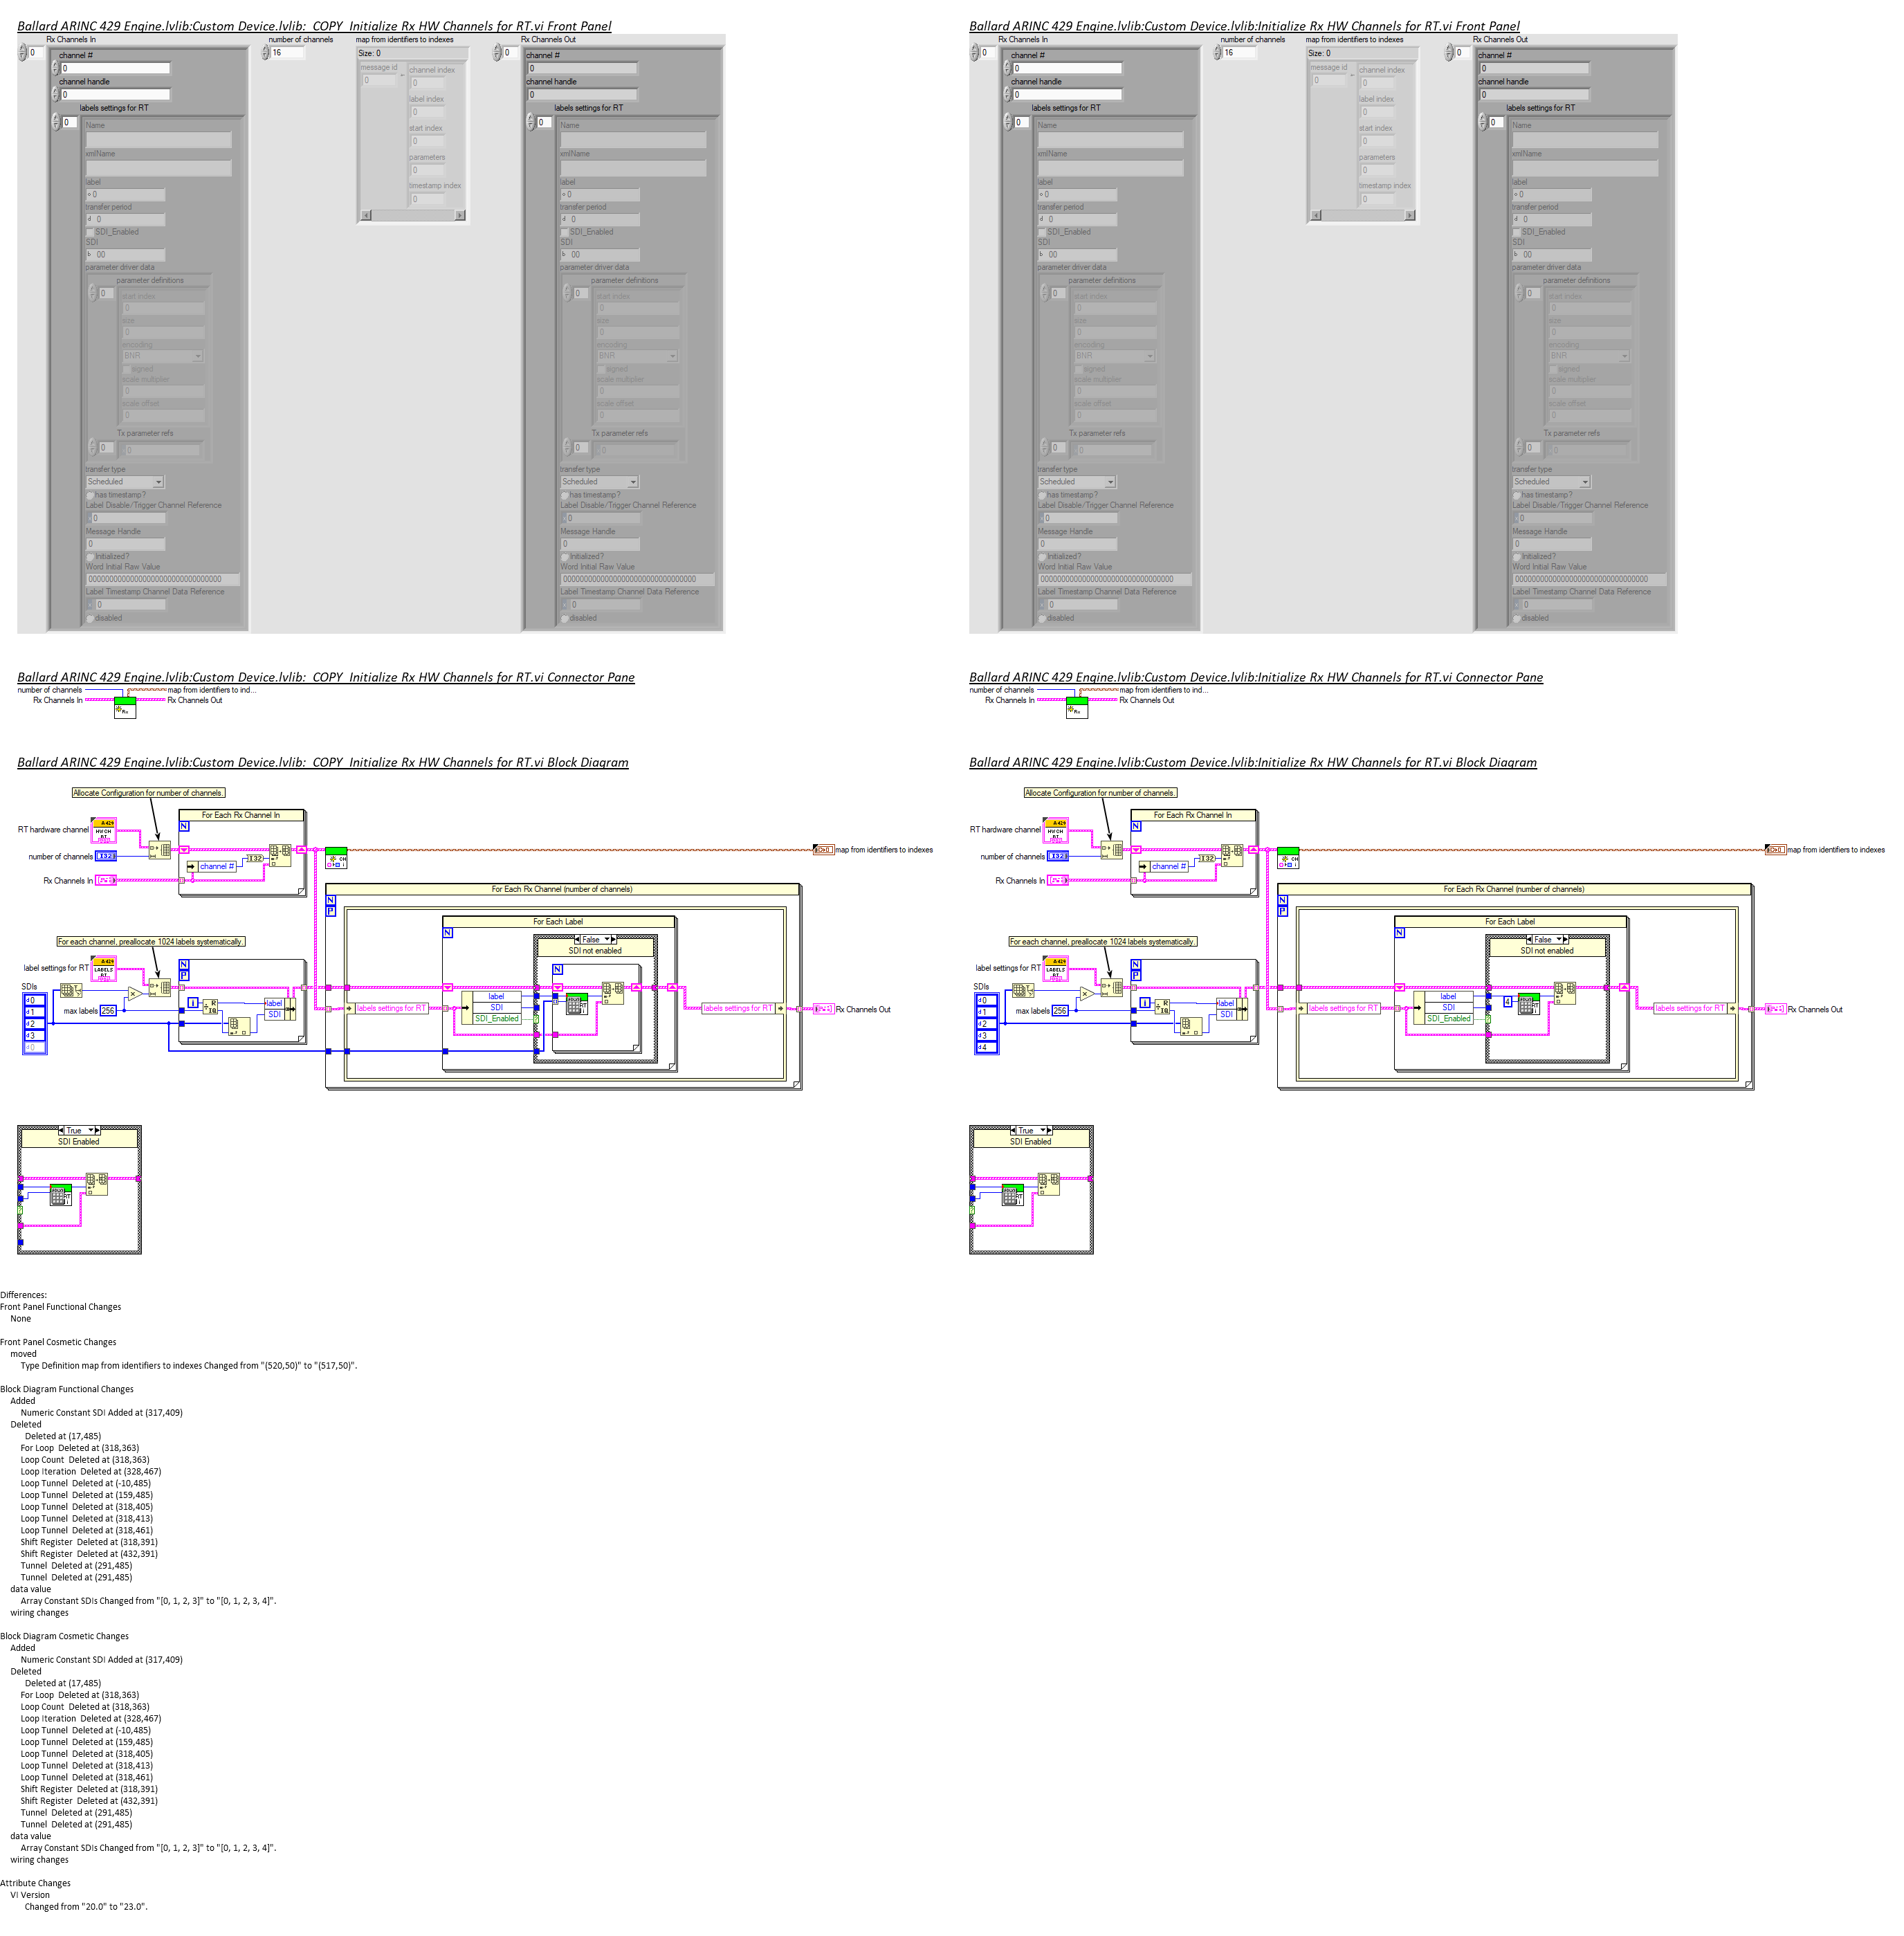 Ballard ARINC 429 Engine.lvlib:Custom Device.lvlib:  COPY  Initialize Rx HW Channels for RT.vi Front Panel
Rx Channels In
number of channels
map from identifiers to indexes
Rx Channels Out
0
16
Size: 0
0
channel #
0
channel handle
0
labels settings for RT
0
Name
xmlName
label
0
transfer period
d 0
SDI_Enabled
SDI
b 00
parameter driver data
parameter definitions
0
start index
0
size
0
encoding
BNR
signed
scale multiplier
0
scale offset
0
Tx parameter refs
0
0
transfer type
Scheduled
has timestamp?
Label Disable/Trigger Channel Reference
0
Message Handle
0
Initialized?
Word Initial Raw Value
00000000000000000000000000000000
Label Timestamp Channel Data Reference
0
disabled
message id
0
channel index
0
label index
0
start index
0
parameters
0
timestamp index
0
channel #
0
channel handle
0
labels settings for RT
0
Name
xmlName
label
0
transfer period
d 0
SDI_Enabled
SDI
b 00
parameter driver data
parameter definitions
0
start index
0
size
0
encoding
BNR
signed
scale multiplier
0
scale offset
0
Tx parameter refs
0
0
transfer type
Scheduled
has timestamp?
Label Disable/Trigger Channel Reference
0
Message Handle
0
Initialized?
Word Initial Raw Value
00000000000000000000000000000000
Label Timestamp Channel Data Reference
0
disabled
Ballard ARINC 429 Engine.lvlib:Custom Device.lvlib:Initialize Rx HW Channels for RT.vi Front Panel
Rx Channels In
number of channels
map from identifiers to indexes
Rx Channels Out
0
16
Size: 0
0
channel #
0
channel handle
0
labels settings for RT
0
Name
xmlName
label
0
transfer period
d 0
SDI_Enabled
SDI
b 00
parameter driver data
parameter definitions
0
start index
0
size
0
encoding
BNR
signed
scale multiplier
0
scale offset
0
Tx parameter refs
0
0
transfer type
Scheduled
has timestamp?
Label Disable/Trigger Channel Reference
0
Message Handle
0
Initialized?
Word Initial Raw Value
00000000000000000000000000000000
Label Timestamp Channel Data Reference
0
disabled
message id
0
channel index
0
label index
0
start index
0
parameters
0
timestamp index
0
channel #
0
channel handle
0
labels settings for RT
0
Name
xmlName
label
0
transfer period
d 0
SDI_Enabled
SDI
b 00
parameter driver data
parameter definitions
0
start index
0
size
0
encoding
BNR
signed
scale multiplier
0
scale offset
0
Tx parameter refs
0
0
transfer type
Scheduled
has timestamp?
Label Disable/Trigger Channel Reference
0
Message Handle
0
Initialized?
Word Initial Raw Value
00000000000000000000000000000000
Label Timestamp Channel Data Reference
0
disabled
Ballard ARINC 429 Engine.lvlib:Custom Device.lvlib:  COPY  Initialize Rx HW Channels for RT.vi Connector Pane
number of channels
map from identifiers to ind...
Rx Channels In
Rx
Rx Channels Out
Ballard ARINC 429 Engine.lvlib:Custom Device.lvlib:Initialize Rx HW Channels for RT.vi Connector Pane
number of channels
map from identifiers to ind...
Rx Channels In
Rx
Rx Channels Out
Ballard ARINC 429 Engine.lvlib:Custom Device.lvlib:  COPY  Initialize Rx HW Channels for RT.vi Block Diagram
Allocate Configuration for number of channels.
For Each Rx Channel In
N
RT hardware channel
A429
HW CH
RT
number of channels
I32
channel #
I32
CH
map from identifiers to indexes
Rx Channels In
For Each Rx Channel (number of channels)
N
P
For Each Label
N
False
SDI not enabled
N
For each channel, preallocate 1024 labels systematically.
label settings for RT
A429
LABELS
RT
N
P
SDIs
d 0
d 1
d 2
d 3
d 0
max labels
256
i
R
IQ
label
SDI
labels settings for RT
label
SDI
SDI_Enabled
RT
i
labels settings for RT
Rx Channels Out
True
SDI Enabled
RT
i
Ballard ARINC 429 Engine.lvlib:Custom Device.lvlib:Initialize Rx HW Channels for RT.vi Block Diagram
Allocate Configuration for number of channels.
For Each Rx Channel In
N
RT hardware channel
A429
HW CH
RT
number of channels
I32
channel #
I32
CH
map from identifiers to indexes
Rx Channels In
For Each Rx Channel (number of channels)
N
P
For Each Label
N
False
SDI not enabled
For each channel, preallocate 1024 labels systematically.
label settings for RT
A429
LABELS
RT
N
P
SDIs
d 0
d 1
d 2
d 3
d 4
max labels
256
i
R
IQ
label
SDI
labels settings for RT
label
SDI
SDI_Enabled
4
RT
i
labels settings for RT
Rx Channels Out
True
SDI Enabled
RT
i
Differences:
Front Panel Functional Changes
None
Front Panel Cosmetic Changes
moved
Type Definition map from identifiers to indexes Changed from "(520,50)" to "(517,50)".
Block Diagram Functional Changes
Added
Numeric Constant SDI Added at (317,409)
Deleted
Deleted at (17,485)
For Loop  Deleted at (318,363)
Loop Count  Deleted at (318,363)
Loop Iteration  Deleted at (328,467)
Loop Tunnel  Deleted at (-10,485)
Loop Tunnel  Deleted at (159,485)
Loop Tunnel  Deleted at (318,405)
Loop Tunnel  Deleted at (318,413)
Loop Tunnel  Deleted at (318,461)
Shift Register  Deleted at (318,391)
Shift Register  Deleted at (432,391)
Tunnel  Deleted at (291,485)
Tunnel  Deleted at (291,485)
data value
Array Constant SDIs Changed from "[0, 1, 2, 3]" to "[0, 1, 2, 3, 4]".
wiring changes
Block Diagram Cosmetic Changes
Added
Numeric Constant SDI Added at (317,409)
Deleted
Deleted at (17,485)
For Loop  Deleted at (318,363)
Loop Count  Deleted at (318,363)
Loop Iteration  Deleted at (328,467)
Loop Tunnel  Deleted at (-10,485)
Loop Tunnel  Deleted at (159,485)
Loop Tunnel  Deleted at (318,405)
Loop Tunnel  Deleted at (318,413)
Loop Tunnel  Deleted at (318,461)
Shift Register  Deleted at (318,391)
Shift Register  Deleted at (432,391)
Tunnel  Deleted at (291,485)
Tunnel  Deleted at (291,485)
data value
Array Constant SDIs Changed from "[0, 1, 2, 3]" to "[0, 1, 2, 3, 4]".
wiring changes
Attribute Changes
VI Version
Changed from "20.0" to "23.0".